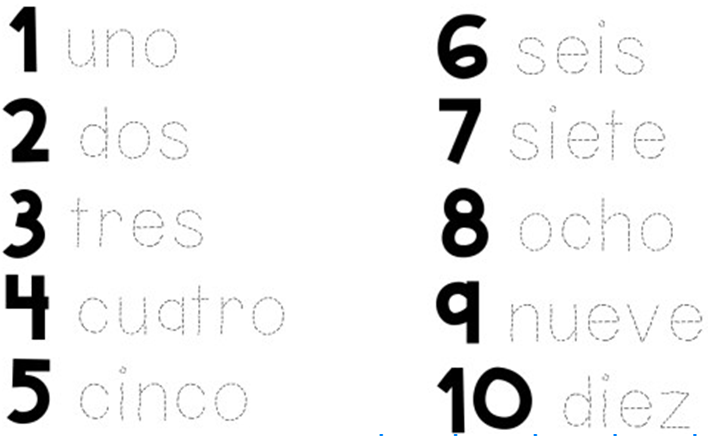 1 uno
2 dos
3 tres
4 cuatro
5 cinco
6 seis
7 siete
8 ocho
9 nueve
10 diez